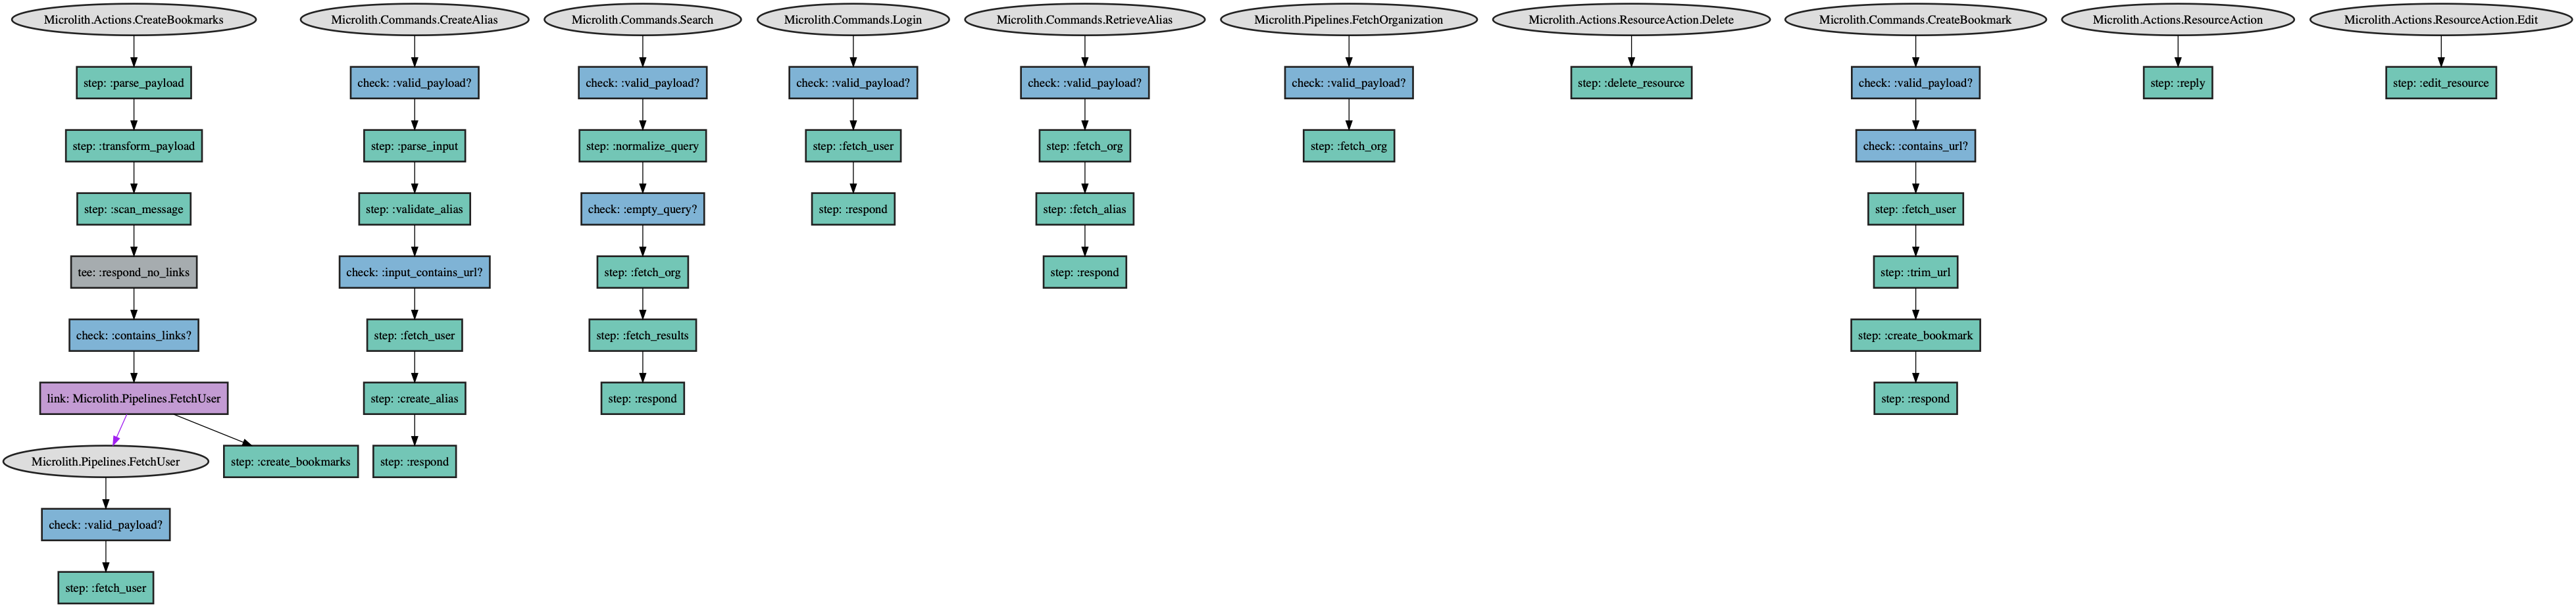 Microlith.Actions.CreateBookmarks
step: :parse_payload
step: :transform_payload
step: :scan_message
tee: :respond_no_links
check: :contains_links?
link: Microlith.Pipelines.FetchUser
Microlith.Pipelines.FetchUser
check: :valid_payload?
step: :fetch_user
step: :create_bookmarks
Microlith.Commands.CreateAlias
check: :valid_payload?
step: :parse_input
step: :validate_alias
check: :input_contains_url?
step: :fetch_user
step: :create_alias
step: :respond
Microlith.Commands.Search
check: :valid_payload?
step: :normalize_query
check: :empty_query?
step: :fetch_org
step: :fetch_results
step: :respond
Microlith.Commands.Login
check: :valid_payload?
step: :fetch_user
step: :respond
Microlith.Commands.RetrieveAlias
check: :valid_payload?
step: :fetch_org
step: :fetch_alias
step: :respond
Microlith.Pipelines.FetchOrganization
check: :valid_payload?
step: :fetch_org
Microlith.Actions.ResourceAction.Delete
step: :delete_resource
Microlith.Commands.CreateBookmark
check: :valid_payload?
check: :contains_url?
step: :fetch_user
step: :trim_url
step: :create_bookmark
step: :respond
Microlith.Actions.ResourceAction
step: :reply
Microlith.Actions.ResourceAction.Edit
step: :edit_resource